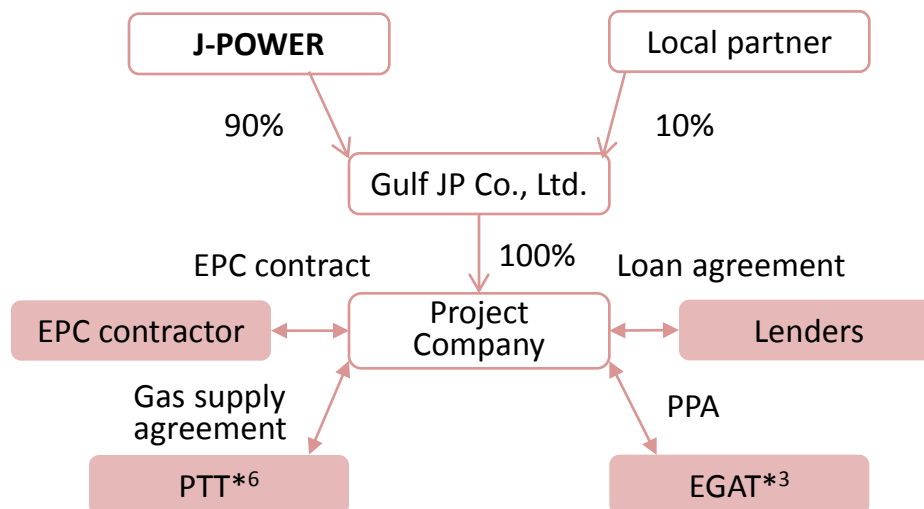 J-POWER
Local partner
90%
10%
Gulf JP Co., Ltd.
100%
EPC contract
Loan agreement
EPC contractor
Project
Company
Lenders
Gas supply
agreement
PPA
PTT*6
EGAT*3